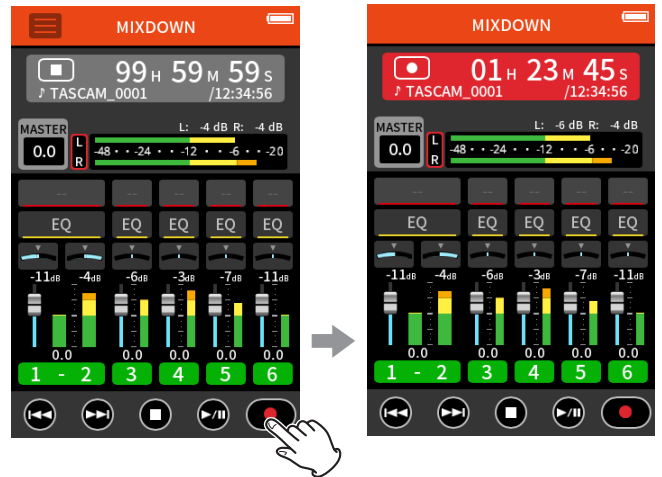 MIXDOWN
99 H 59 M 59 S
♪ TASCAM_0001 /12:34:56
MASTER
0.0
L
R
L: -4 dB R: -4 dB
-48 · · -24 · · -12 · · -6 · · -20
-- -- -- -- --
EQ EQ EQ EQ EQ
-11dB -4dB -6dB -3dB -7dB -11dB
0.0 0.0 0.0 0.0 0.0
1 - 2 3 4 5 6
MIXDOWN
01 H 23 M 45 S
♪ TASCAM_0001 /12:34:56
MASTER
0.0
L
R
L: -6 dB R: -4 dB
-48 · · -24 · · -12 · · -6 · · -20
-- -- -- -- --
EQ EQ EQ EQ EQ
-11dB -4dB -6dB -3dB -7dB -11dB
0.0 0.0 0.0 0.0 0.0
1 - 2 3 4 5 6